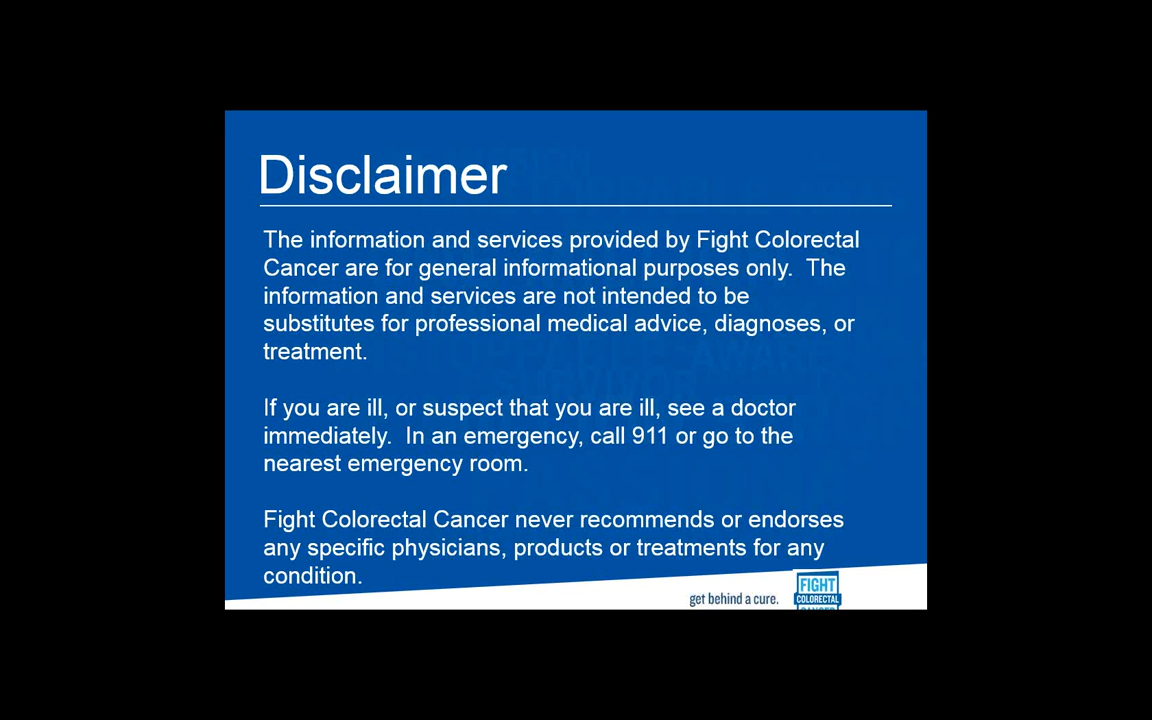 Disclaimer
The information and services provided by Fight Colorectal
Cancer are for general informational purposes only.  The
information and services are not intended to be
substitutes for professional medical advice, diagnoses, or
treatment.
If you are ill, or suspect that you are ill, see a doctor
immediately.  In an emergency, call 911 or go to the
nearest emergency room.
Fight Colorectal Cancer never recommends or endorses
any specific physicians, products or treatments for any
condition.
get behind a cure.
FIGHT
COLORECTAL
CANCER